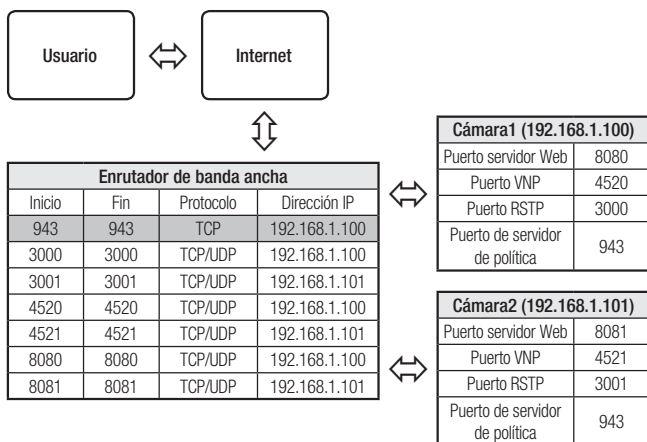 Usuario
Internet
Enrutador de banda ancha
Inicio Fin Protocolo Dirección IP
943 943 TCP 192.168.1.100
3000 3000 TCP/UDP 192.168.1.100
3001 3001 TCP/UDP 192.168.1.101
4520 4520 TCP/UDP 192.168.1.100
4521 4521 TCP/UDP 192.168.1.101
8080 8080 TCP/UDP 192.168.1.100
8081 8081 TCP/UDP 192.168.1.101
Cámara1 (192.168.1.100)
Puerto servidor Web 8080
Puerto VNP 4520
Puerto RSTP 3000
Puerto de servidor
de política 943
Cámara2 (192.168.1.101)
Puerto servidor Web 8081
Puerto VNP 4521
Puerto RSTP 3001
Puerto de servidor
de política 943